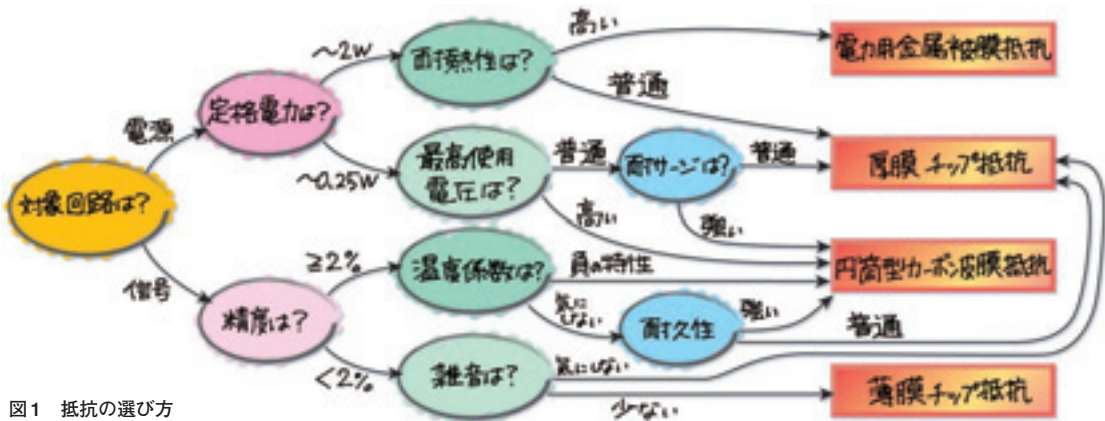 対象回路は?
電源
信号
定格電力は?
精度は?
~2W
~0.25W
≧2%
<2%
面損熱性は?
最高使用
電圧は?
温度係数は?
雑音は?
高い
普通
普通
高い
負の特性
気に
しない
気にしない
少ない
耐サージは?
耐久性
普通
強い
強い
普通
電力用金属被膜抵抗
厚膜チップ抵抗
円筒型カーボン皮膜抵抗
薄膜チップ抵抗
図1 抵抗の選び方